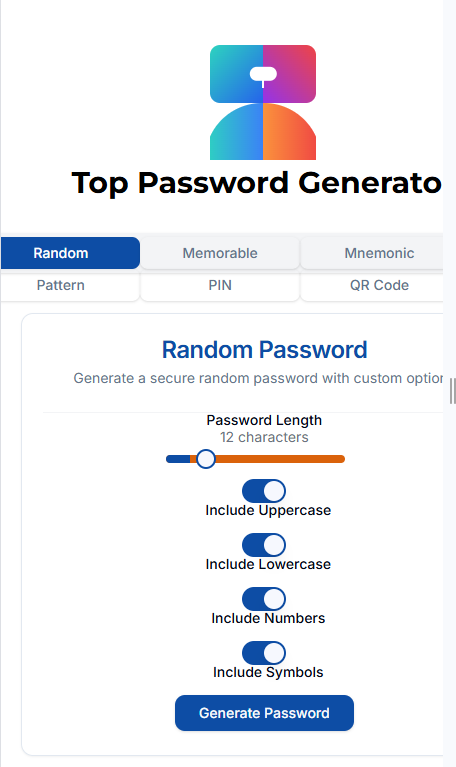 Top Password Generato
Random Memorable Mnemonic
Pattern PIN QR Code
Random Password
Generate a secure random password with custom option
Password Length
12 characters
Include Uppercase
Include Lowercase
Include Numbers
Include Symbols
Generate Password